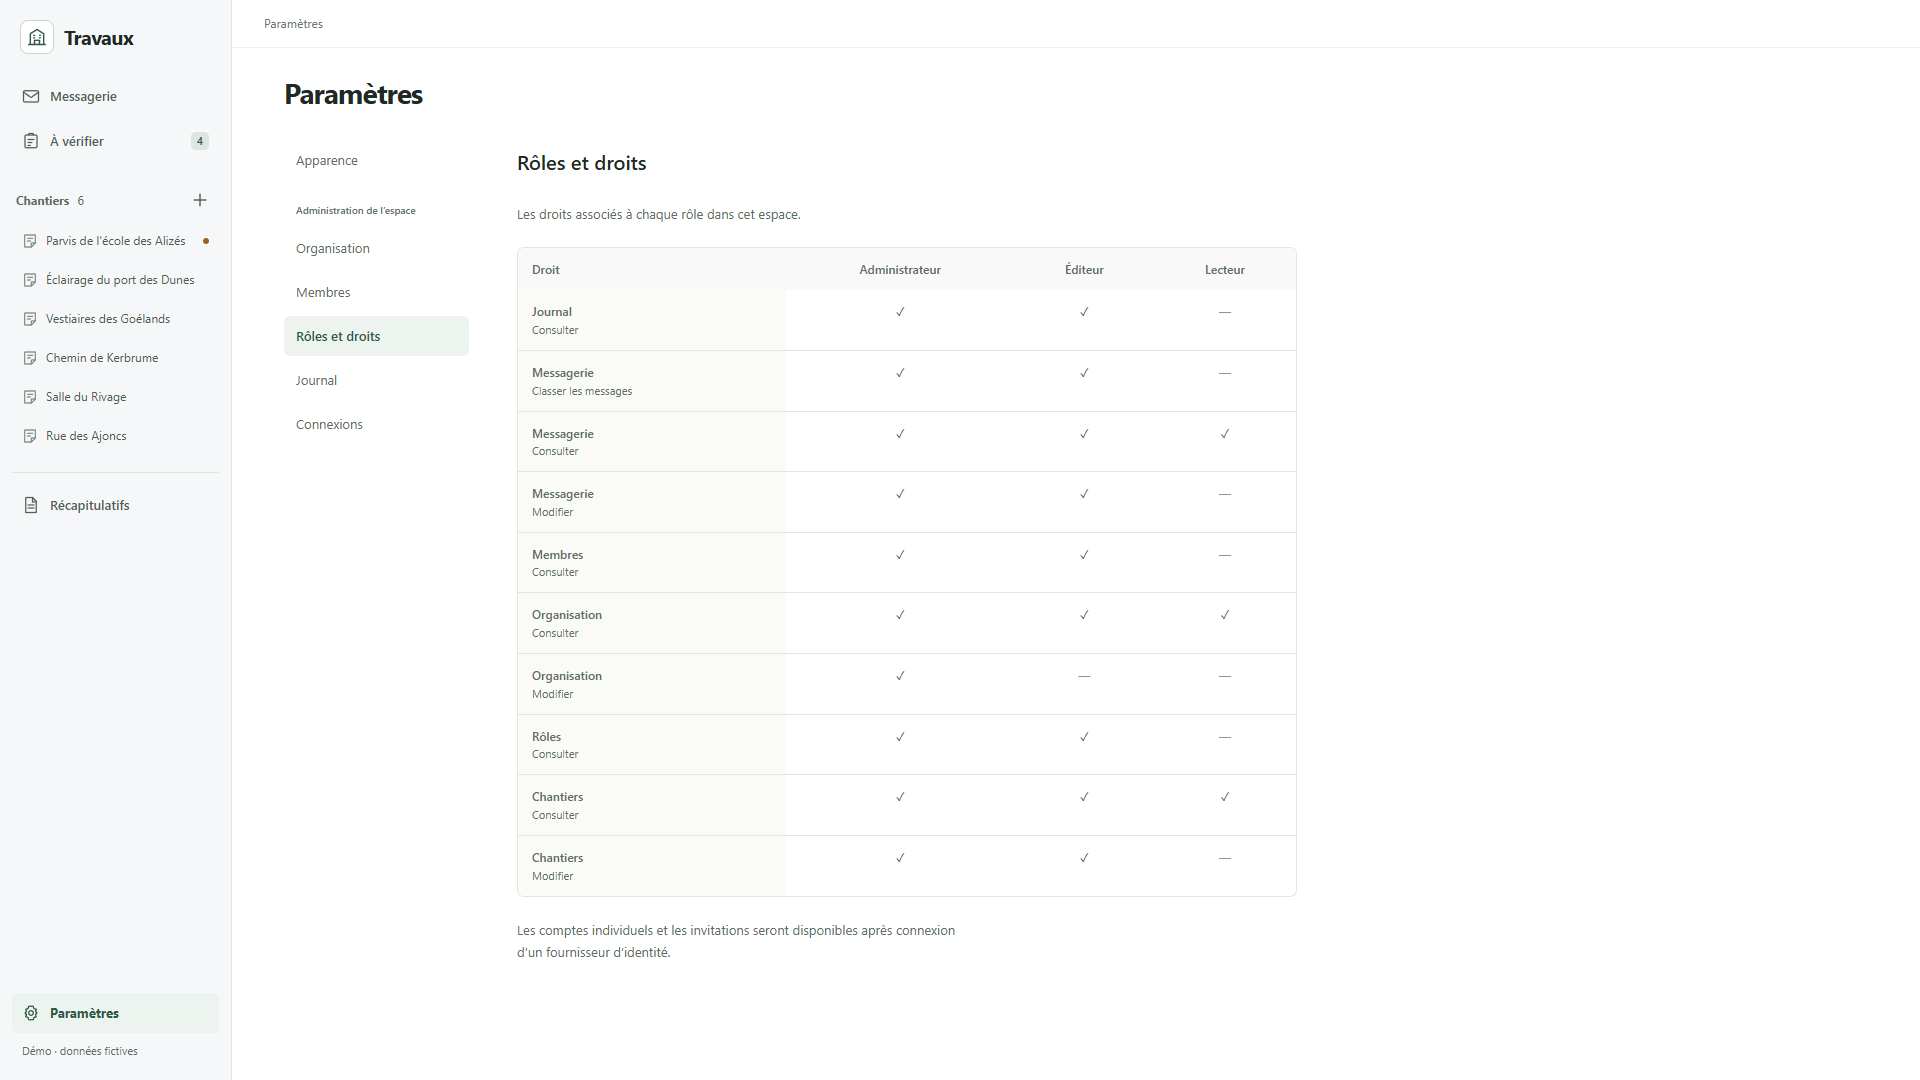 Travaux
Messagerie
À vérifier 4
Chantiers 6
Parvis de l'école des Alizés
Éclairage du port des Dunes
Vestiaires des Goélands
Chemin de Kerbrume
Salle du Rivage
Rue des Ajoncs
Récapitulatifs
Paramètres
Démo · données fictives
Paramètres
Paramètres
Apparence
Administration de l'espace
Organisation
Membres
Rôles et droits
Journal
Connexions
Rôles et droits
Les droits associés à chaque rôle dans cet espace.
Droit Administrateur Éditeur Lecteur
Journal ✓ ✓ —
Consulter
Messagerie ✓ ✓ —
Classer les messages
Messagerie ✓ ✓ ✓
Consulter
Messagerie ✓ ✓ —
Modifier
Membres ✓ ✓ —
Consulter
Organisation ✓ ✓ ✓
Consulter
Organisation ✓ — —
Modifier
Rôles ✓ ✓ —
Consulter
Chantiers ✓ ✓ ✓
Consulter
Chantiers ✓ ✓ —
Modifier
Les comptes individuels et les invitations seront disponibles après connexion
d'un fournisseur d'identité.